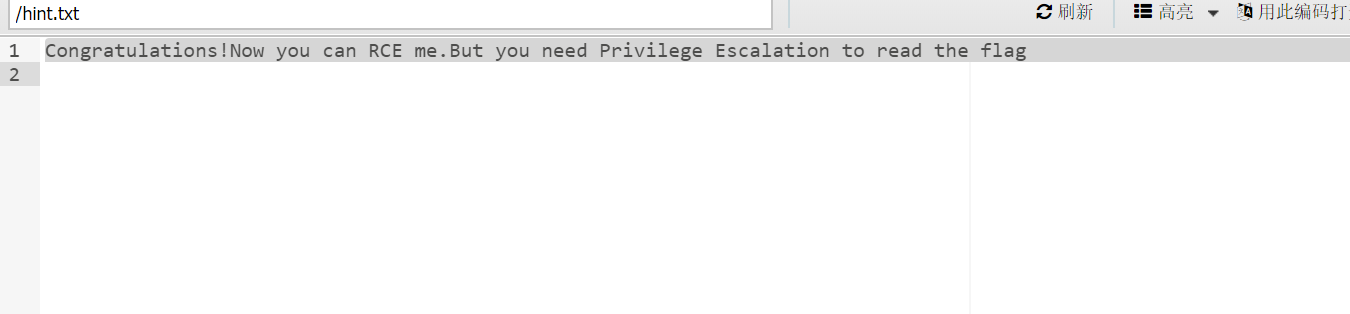 /hint.txt 刷新 高亮 用此编码打
1 Congratulations!Now you can RCE me.But you need Privilege Escalation to read the flag
2